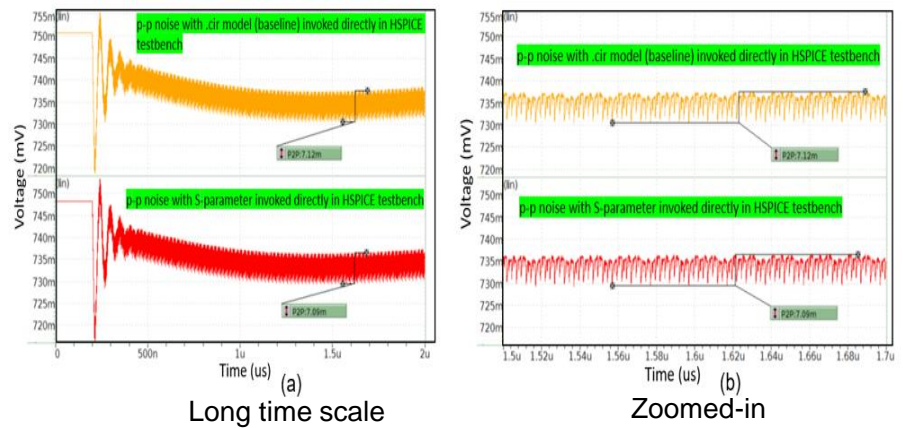 755m (lin)
750m
745m
740m
735m
730m
725m
720m
p-p noise with .cir model (baseline) invoked directly in HSPICE
testbench
P2P:7.12m
(lin)
750m
745m
740m
735m
730m
725m
720m
p-p noise with S-parameter invoked directly in HSPICE testbench
P2P:7.09m
Voltage (mV)
0 500n 1u 1.5u 2u
Time (us)
(a)
Long time scale
755m (lin)
750m
745m
740m
735m
730m
725m
720m
p-p noise with .cir model (baseline) invoked directly in HSPICE testbench
P2P:7.12m
(lin)
750m
745m
740m
735m
730m
725m
720m
p-p noise with S-parameter invoked directly in HSPICE testbench
P2P:7.09m
Voltage (mV)
1.5u 1.52u 1.54u 1.56u 1.58u 1.6u 1.62u 1.64u 1.66u 1.68u 1.7u
Time (us)
(b)
Zoomed-in